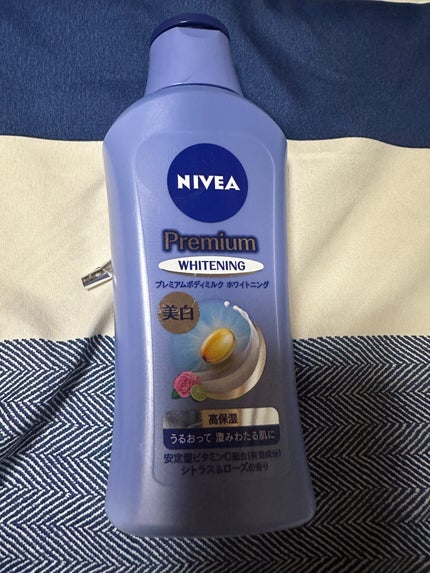 NIVEA
Premium
WHITENING
プレミアムボディミルク ホワイトニング
美白
高保湿
うるおって 澄みわたる肌に
安定型ビタミンC配合(有効成分)
シトラス&ローズの香り